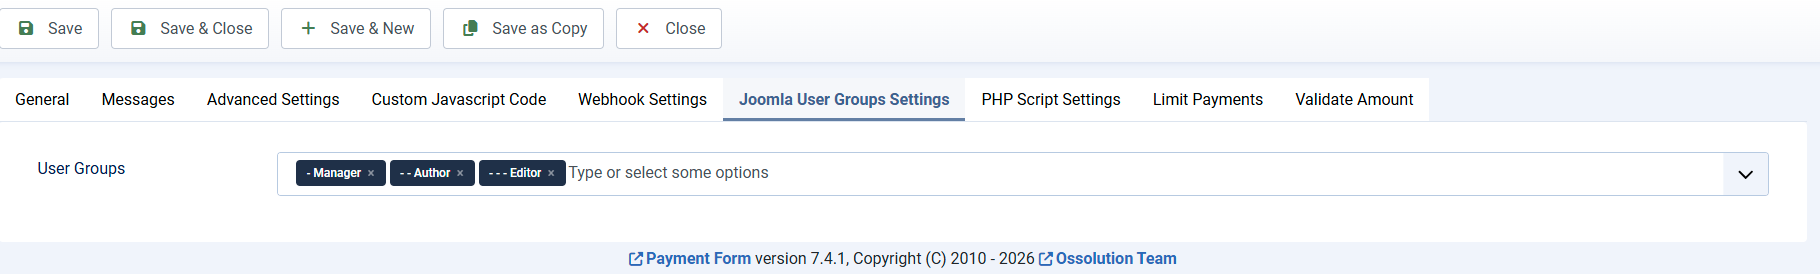 Save Save & Close Save & New Save as Copy Close
General Messages Advanced Settings Custom Javascript Code Webhook Settings Joomla User Groups Settings PHP Script Settings Limit Payments Validate Amount
User Groups - Manager × - - Author × - - - Editor × Type or select some options
Payment Form version 7.4.1, Copyright (C) 2010 - 2026 Ossolution Team